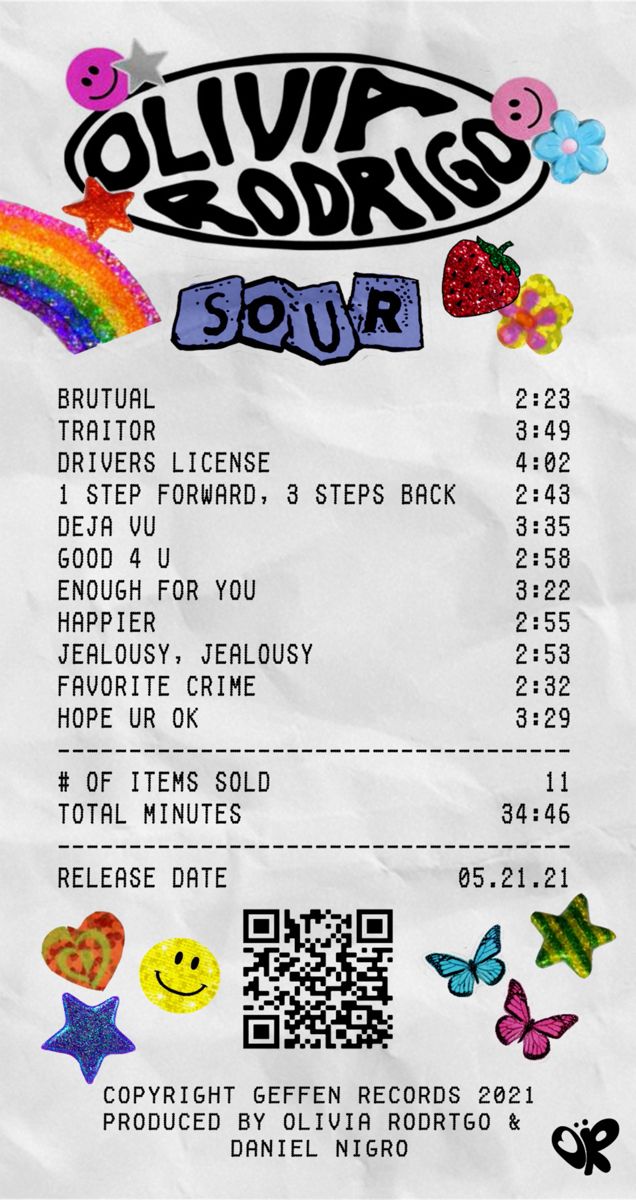 OLIVIA
RODRIGO
SOUR
BRUTUAL 2:23
TRAITOR 3:49
DRIVERS LICENSE 4:02
1 STEP FORWARD, 3 STEPS BACK 2:43
DEJA VU 3:35
GOOD 4 U 2:58
ENOUGH FOR YOU 3:22
HAPPIER 2:55
JEALOUSY, JEALOUSY 2:53
FAVORITE CRIME 2:32
HOPE UR OK 3:29
------------------------------------
# OF ITEMS SOLD 11
TOTAL MINUTES 34:46
------------------------------------
RELEASE DATE 05.21.21
COPYRIGHT GEFFEN RECORDS 2021
PRODUCED BY OLIVIA RODRTGO &
DANIEL NIGRO
OR